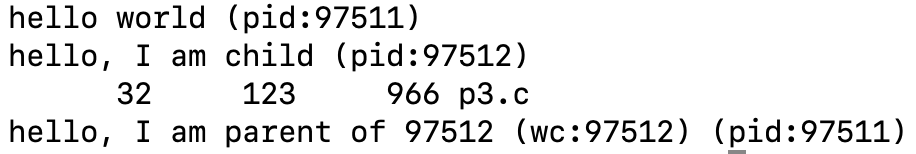 hello world (pid:97511)
hello, I am child (pid:97512)
      32     123     966 p3.c
hello, I am parent of 97512 (wc:97512) (pid:97511)